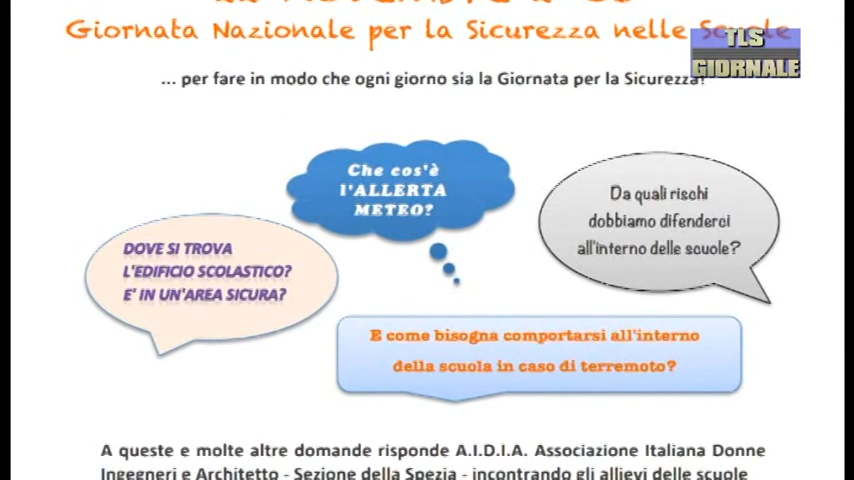 Giornata Nazionale per la Sicurezza nelle Scuole
TLS
GIORNALE
... per fare in modo che ogni giorno sia la Giornata per la Sicurezza!
Che cos'è
l'ALLERTA
METEO?
Da quali rischi
dobbiamo difenderci
all'interno delle scuole?
DOVE SI TROVA
L'EDIFICIO SCOLASTICO?
E' IN UN'AREA SICURA?
E come bisogna comportarsi all'interno
della scuola in caso di terremoto?
A queste e molte altre domande risponde A.I.D.I.A. Associazione Italiana Donne
Ingegneri e Architetto - Sezione della Spezia - incontrando gli allievi delle scuole